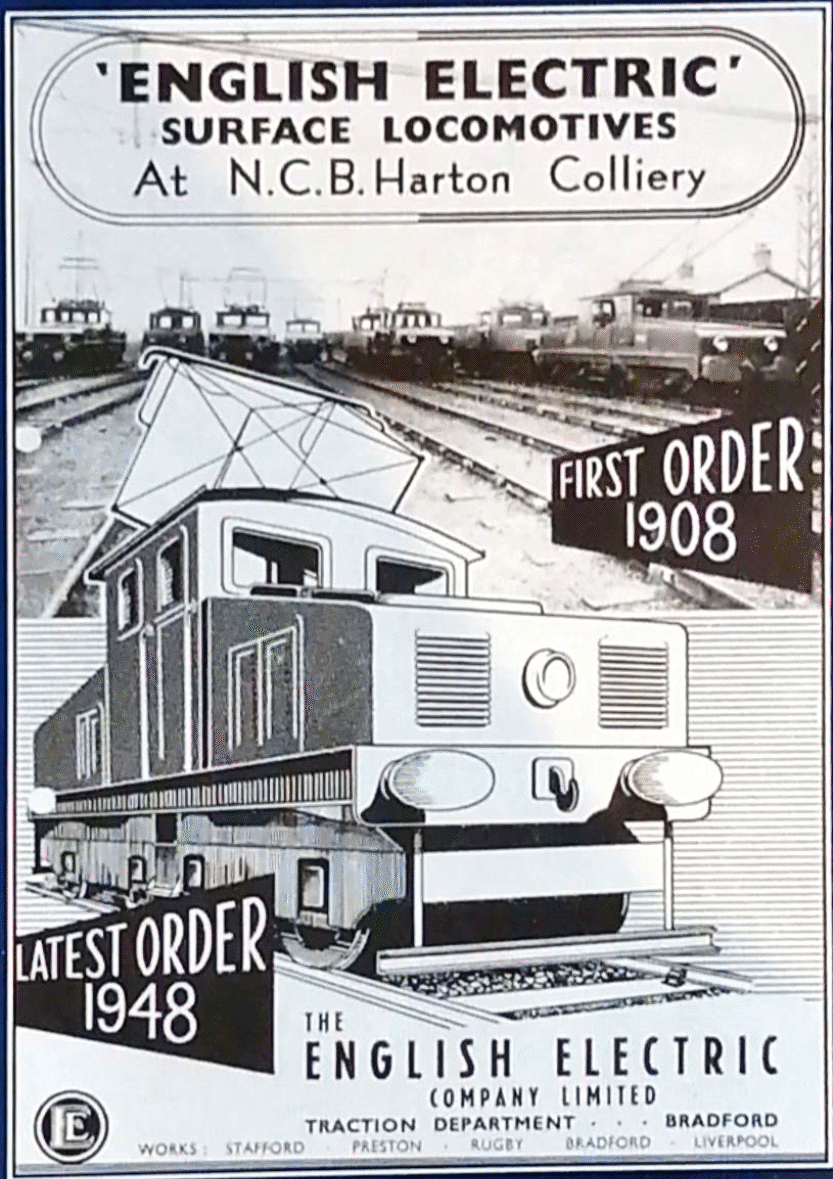 'ENGLISH ELECTRIC'
SURFACE LOCOMOTIVES
At N.C.B. Harton Colliery
FIRST ORDER
1908
LATEST ORDER
1948
THE
ENGLISH ELECTRIC
COMPANY LIMITED
TRACTION DEPARTMENT . . . BRADFORD
E
WORKS: STAFFORD · PRESTON · RUGBY · BRADFORD · LIVERPOOL